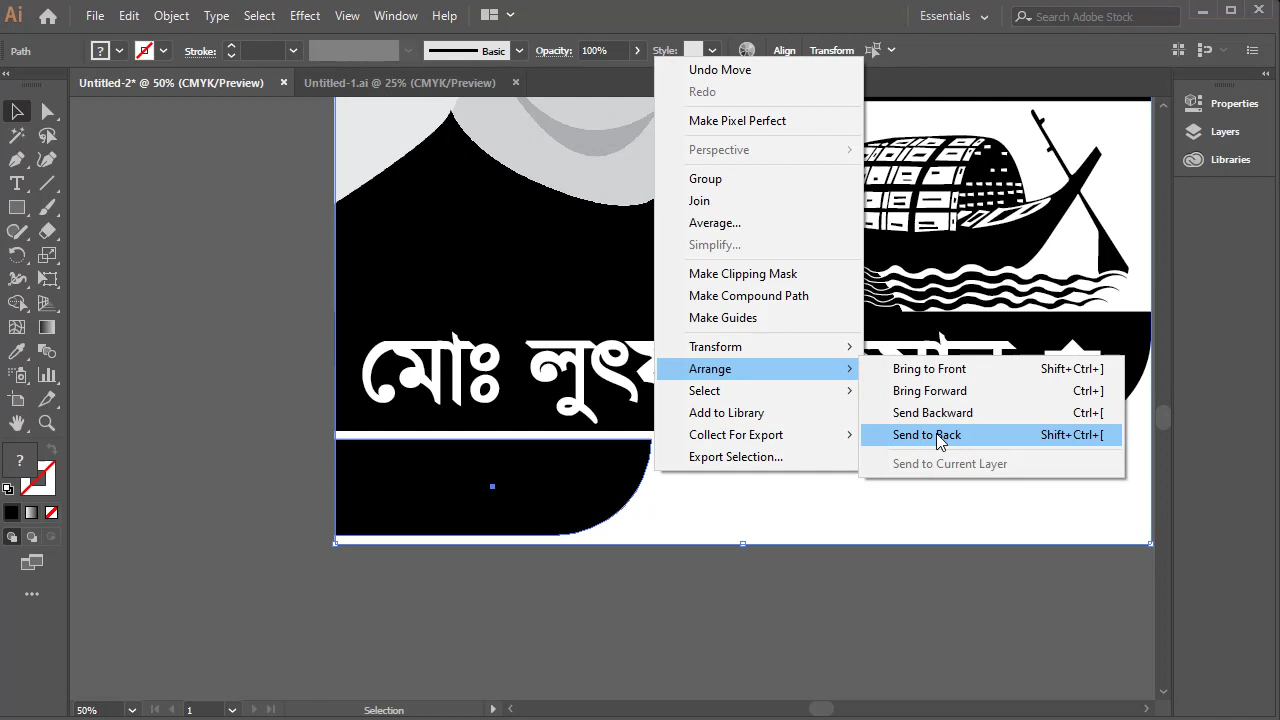 Ai File Edit Object Type Select Effect View Window Help Essentials Search Adobe Stock
Path ? Stroke: Basic Opacity: 100% Style: Align Transform
Untitled-2* @ 50% (CMYK/Preview) × Untitled-1.ai @ 25% (CMYK/Preview) ×
Undo Move
Redo
Make Pixel Perfect
Perspective
Group
Join
Average...
Simplify...
Make Clipping Mask
Make Compound Path
Make Guides
Transform
Arrange
Select
Add to Library
Collect For Export
Export Selection...
Bring to Front Shift+Ctrl+]
Bring Forward Ctrl+]
Send Backward Ctrl+[
Send to Back Shift+Ctrl+[
Send to Current Layer
Properties
Layers
Libraries
মোঃ
?
50% 1 Selection